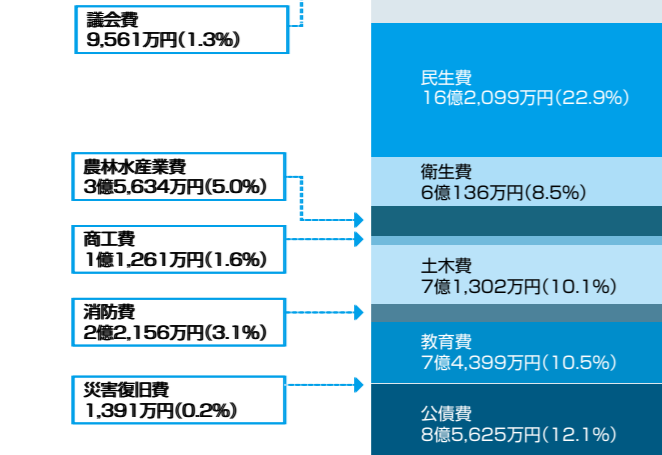 議会費
9,561万円(1.3%)
民生費
16億2,099万円(22.9%)
農林水産業費
3億5,634万円(5.0%)
衛生費
6億136万円(8.5%)
商工費
1億1,261万円(1.6%)
土木費
7億1,302万円(10.1%)
消防費
2億2,156万円(3.1%)
教育費
7億4,399万円(10.5%)
災害復旧費
1,391万円(0.2%)
公債費
8億5,625万円(12.1%)